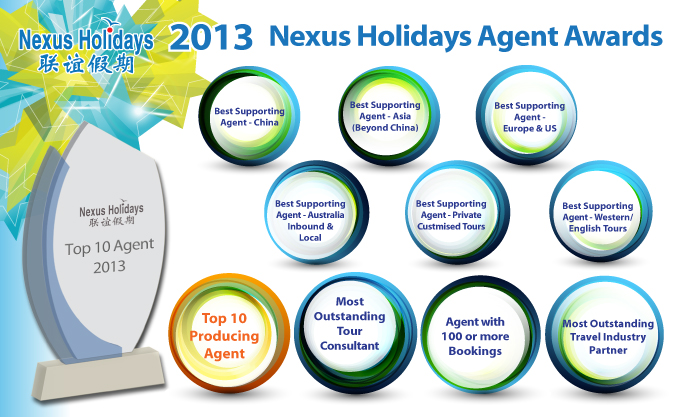 Nexus Holidays
联谊假期
2013 Nexus Holidays Agent Awards
Best Supporting
Agent - China
Best Supporting
Agent - Asia
(Beyond China)
Best Supporting
Agent -
Europe & US
Best Supporting
Agent - Australia
Inbound &
Local
Best Supporting
Agent - Private
Custmised Tours
Best Supporting
Agent - Western/
English Tours
Nexus Holidays
联谊假期
Top 10 Agent
2013
Top 10
Producing
Agent
Most
Outstanding
Tour
Consultant
Agent with
100 or more
Bookings
Most Outstanding
Travel Industry
Partner